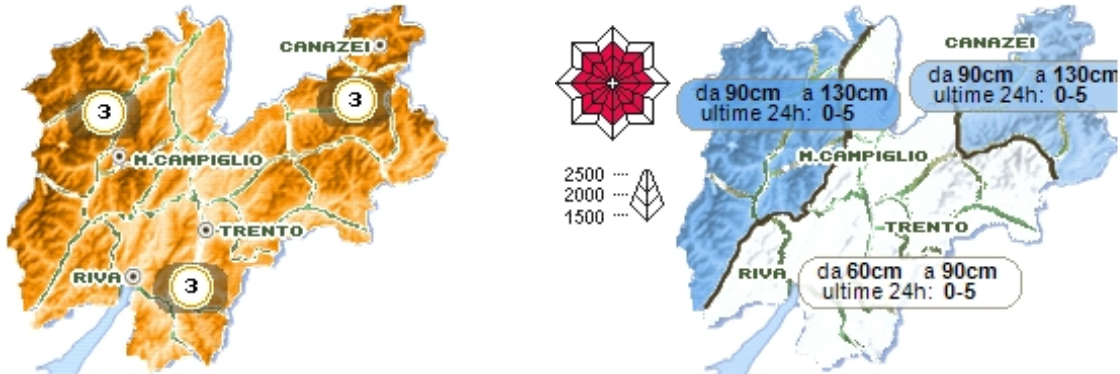 CANAZEI
3
3
M.CAMPIGLIO
TRENTO
RIVA
3
CANAZEI
da 90cm a 130cm
ultime 24h: 0-5
da 90cm a 130cm
ultime 24h: 0-5
M.CAMPIGLIO
2500
2000
1500
TRENTO
RIVA
da 60cm a 90cm
ultime 24h: 0-5